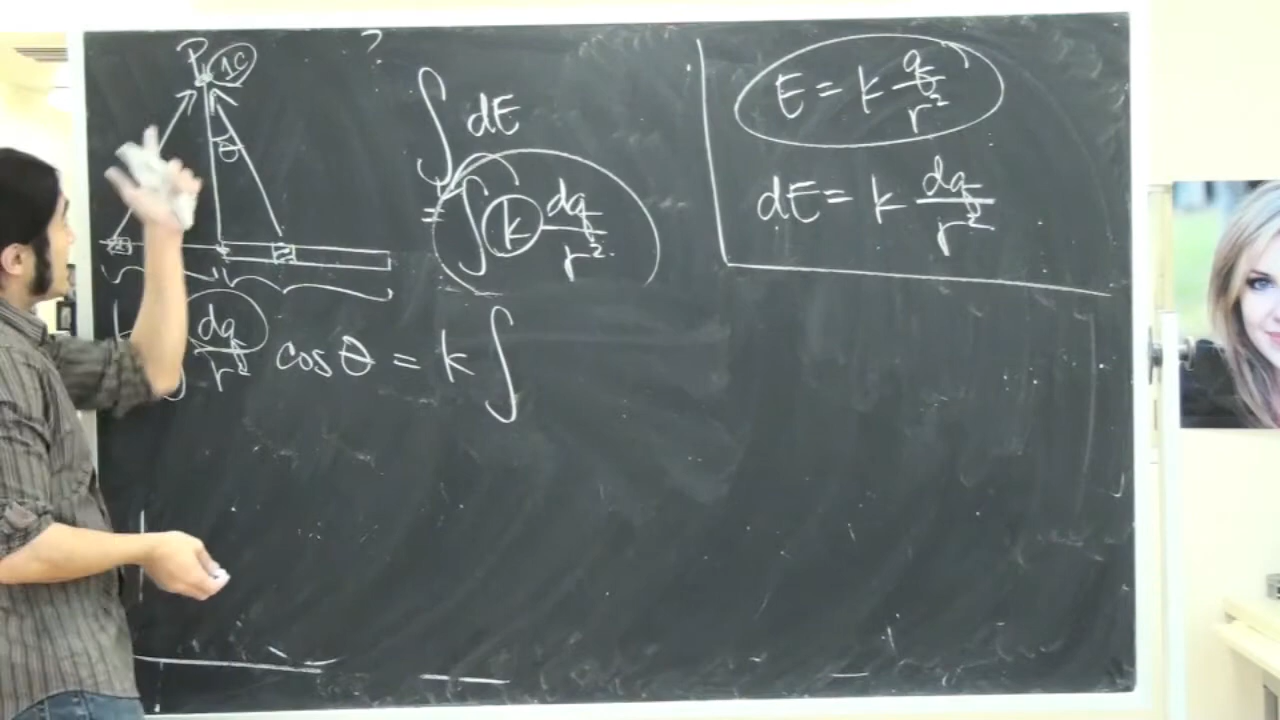 P 1C
θ
?
∫ dE
= ∫ k dq/r²
∫ dq/r² cos θ = k ∫
E = k q/r²
dE = k dq/r²